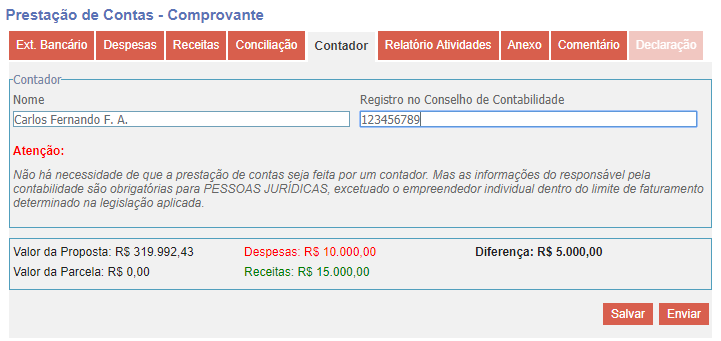 Prestação de Contas - Comprovante
Ext. Bancário Despesas Receitas Conciliação Contador Relatório Atividades Anexo Comentário Declaração
Contador
Nome Registro no Conselho de Contabilidade
Carlos Fernando F. A. 123456789
Atenção:
Não há necessidade de que a prestação de contas seja feita por um contador. Mas as informações do responsável pela
contabilidade são obrigatórias para PESSOAS JURÍDICAS, excetuado o empreendedor individual dentro do limite de faturamento
determinado na legislação aplicada.
Valor da Proposta: R$ 319.992,43 Despesas: R$ 10.000,00 Diferença: R$ 5.000,00
Valor da Parcela: R$ 0,00 Receitas: R$ 15.000,00
Salvar Enviar